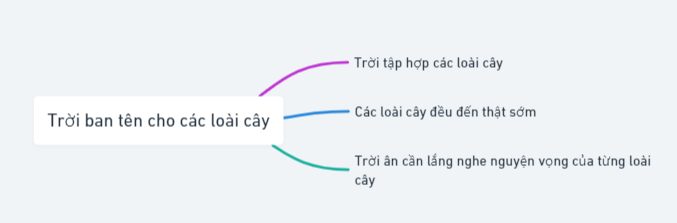 Trời tập hợp các loài cây
Các loài cây đều đến thật sớm
Trời ban tên cho các loài cây
Trời ân cần lắng nghe nguyện vọng của từng loài
cây